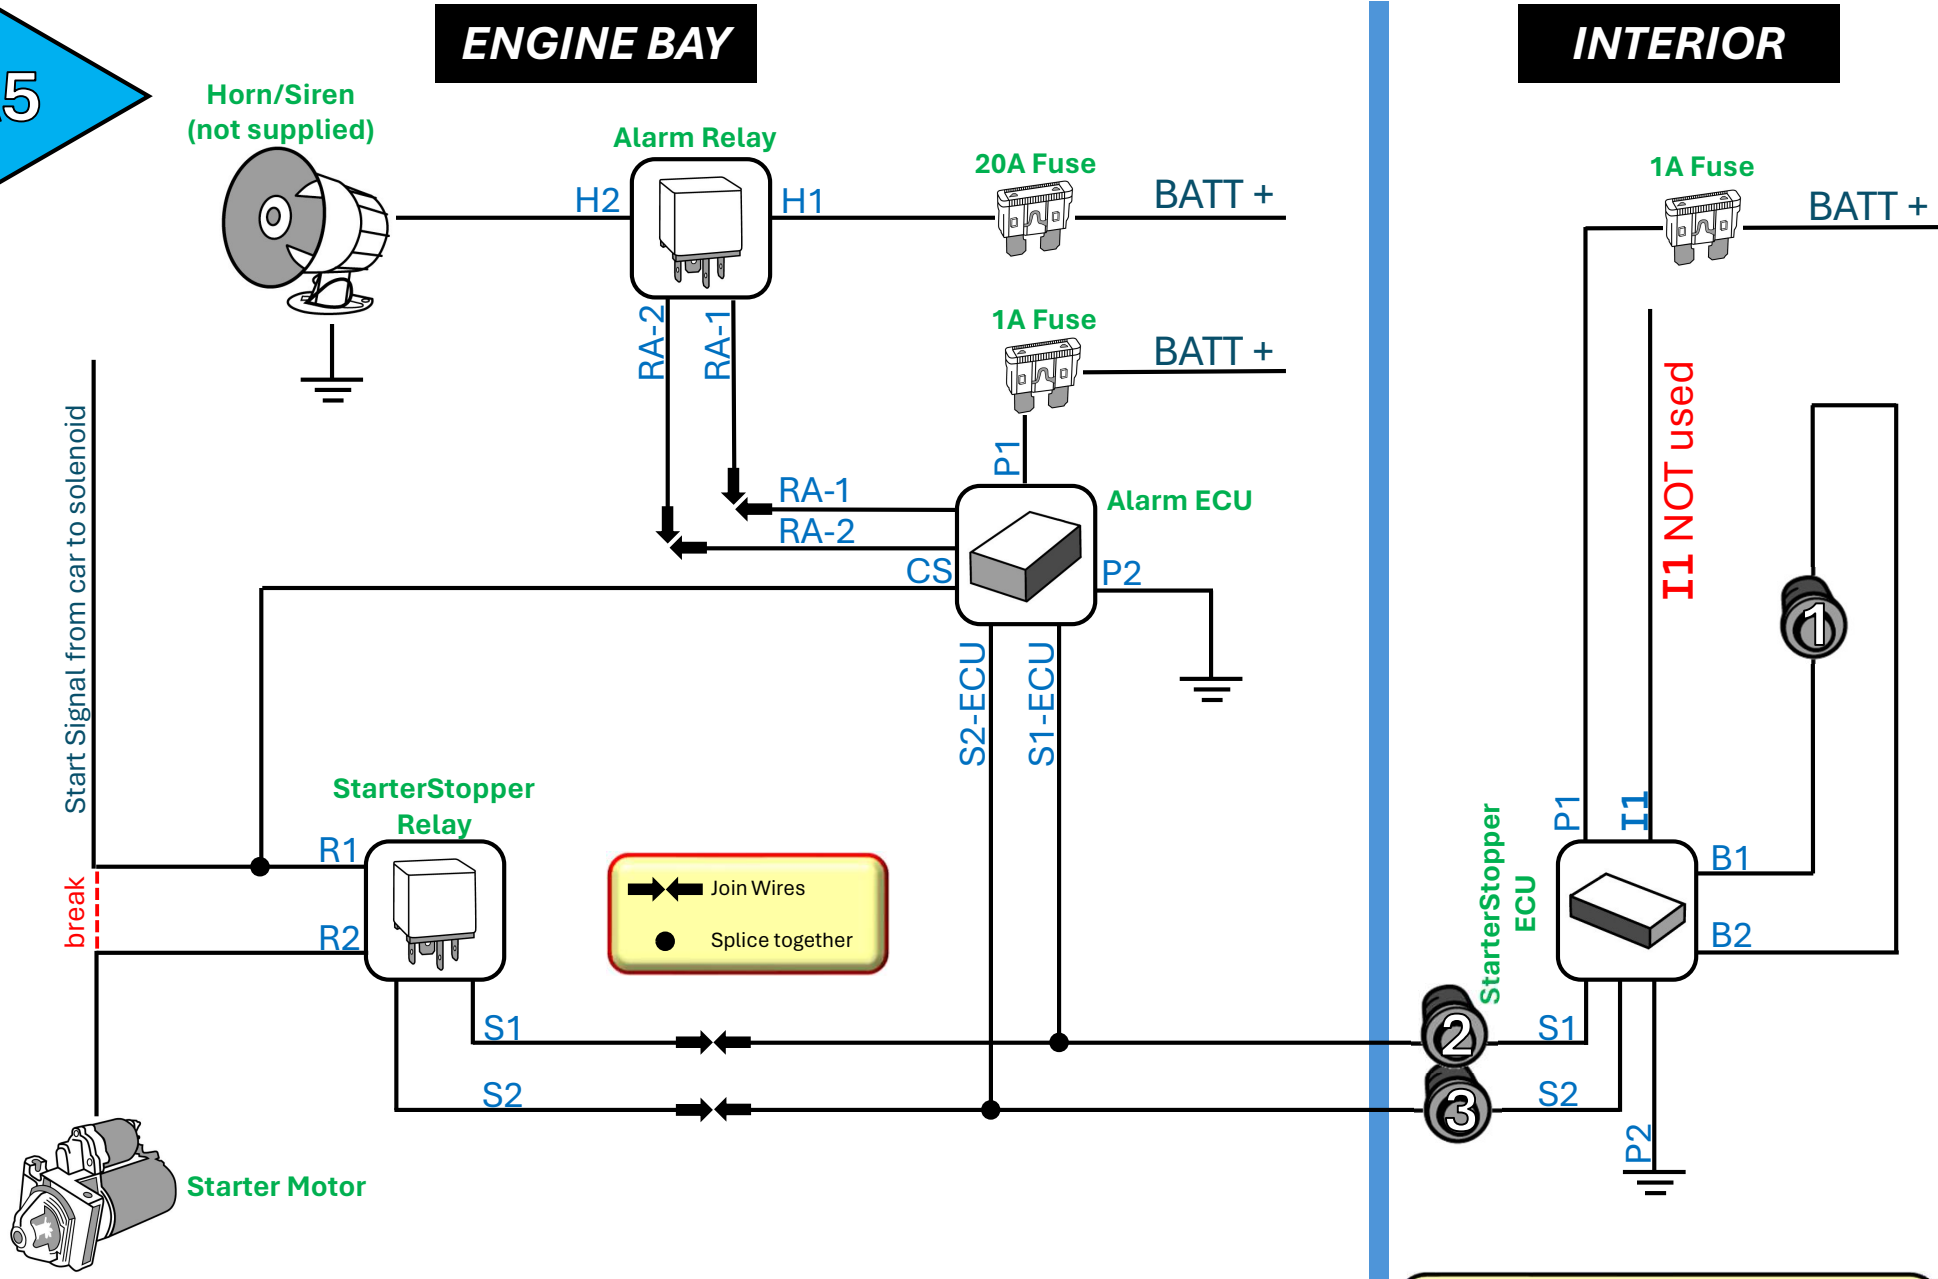 ENGINE BAY
INTERIOR
5
Horn/Siren
(not supplied)
Alarm Relay
20A Fuse
BATT +
1A Fuse
BATT +
H2
H1
RA-2
RA-1
1A Fuse
BATT +
P1
RA-1
RA-2
CS
Alarm ECU
P2
S2-ECU
S1-ECU
Start Signal from car to solenoid
break
StarterStopper
Relay
R1
R2
S1
S2
Join Wires
Splice together
Starter Motor
I1 NOT used
1
P1
I1
StarterStopper
ECU
B1
B2
2
S1
3
S2
P2